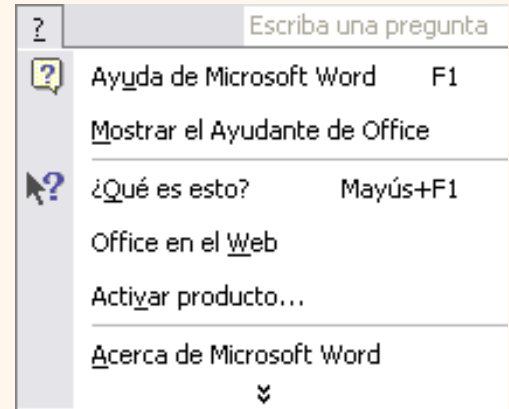 ? Escriba una pregunta
Ayuda de Microsoft Word F1
Mostrar el Ayudante de Office
¿Qué es esto? Mayús+F1
Office en el Web
Activar producto...
Acerca de Microsoft Word